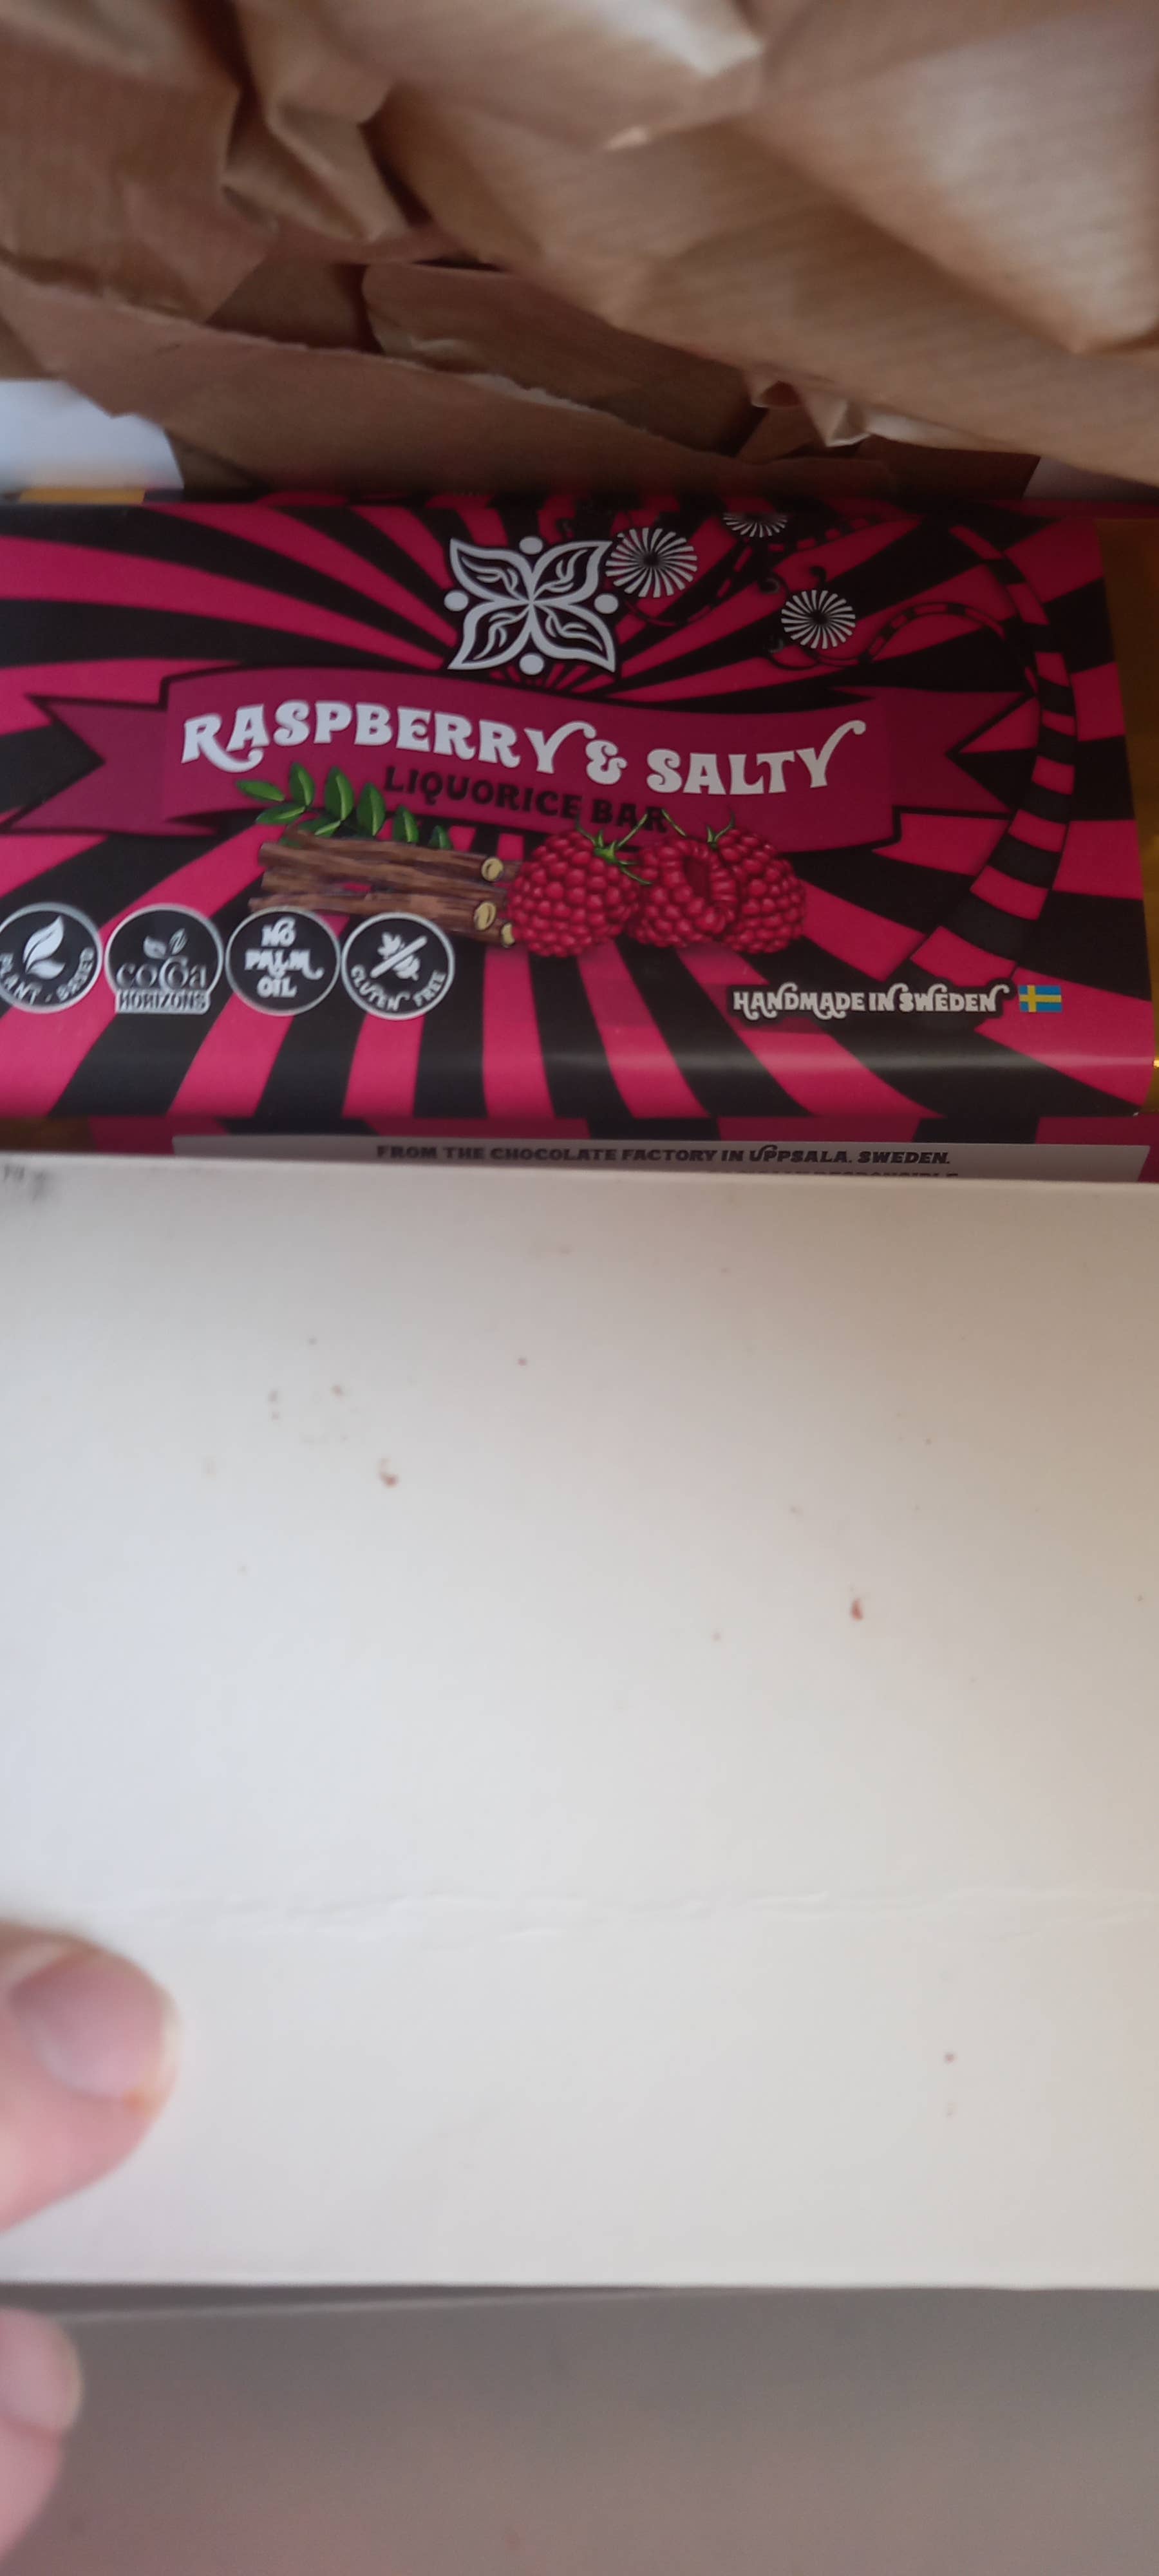 RASPBERRY & SALTY
LIQUORICE BAR
PLANT-BASED
cocoa
HORIZONS
NO
PALM
OIL
GLUTEN FREE
HANDMADE IN SWEDEN
FROM THE CHOCOLATE FACTORY IN UPPSALA. SWEDEN.